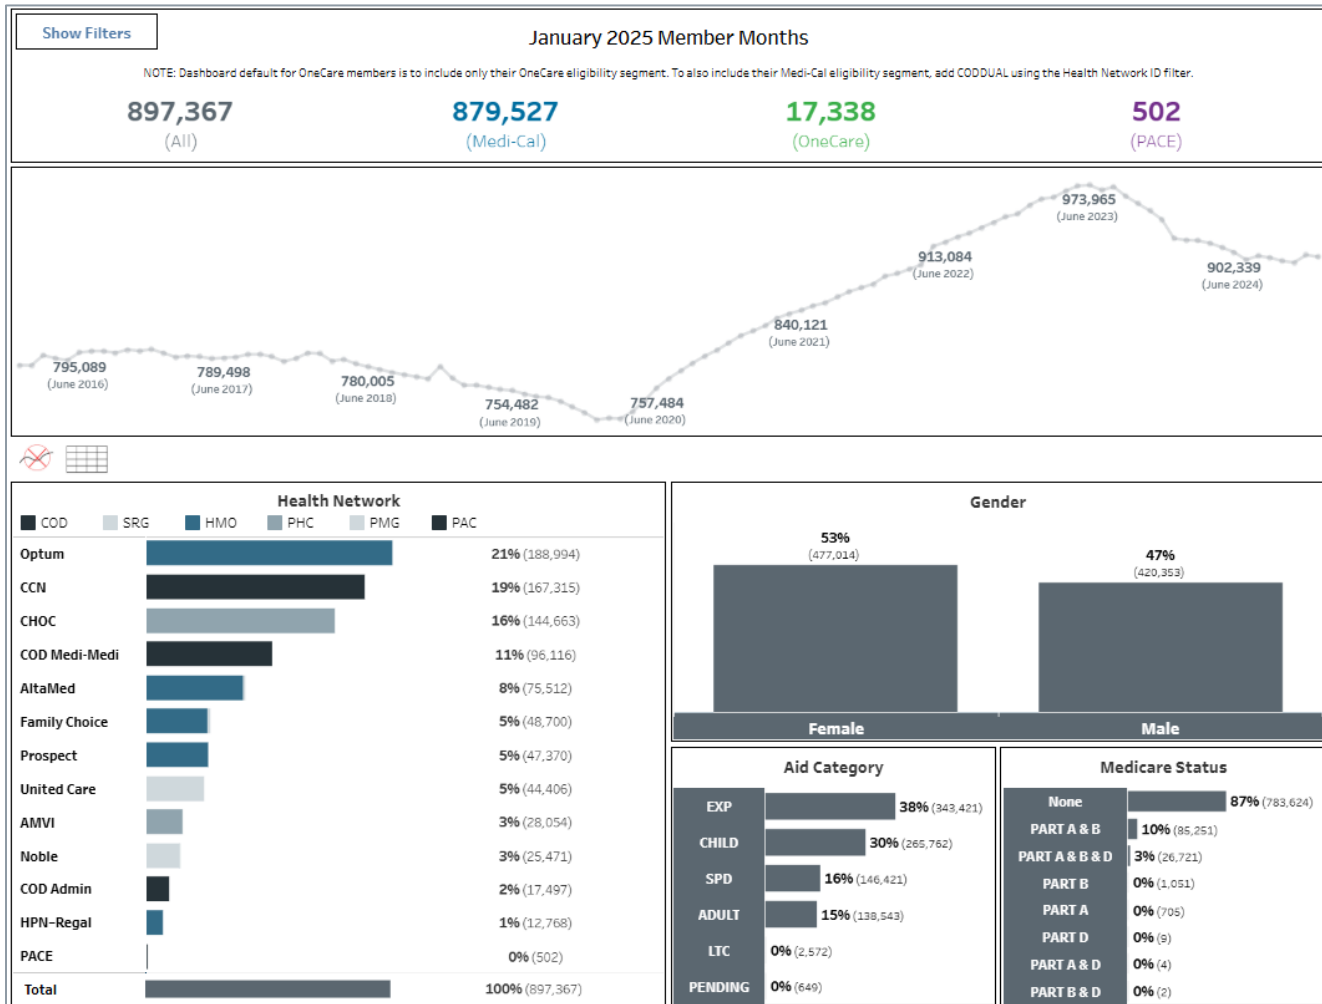 Show Filters
January 2025 Member Months
NOTE: Dashboard default for OneCare members is to include only their OneCare eligibility segment. To also include their Medi-Cal eligibility segment, add CODDUAL using the Health Network ID filter.
897,367 879,527 17,338 502
(All) (Medi-Cal) (OneCare) (PACE)
973,965
(June 2023)
913,084
(June 2022)
902,339
(June 2024)
840,121
(June 2021)
795,089
(June 2016)
789,498
(June 2017)
780,005
(June 2018)
754,482
(June 2019)
757,484
(June 2020)
Health Network
COD SRG HMO PHC PMG PAC
Optum 21% (188,994)
CCN 19% (167,315)
CHOC 16% (144,663)
COD Medi-Medi 11% (96,116)
AltaMed 8% (75,512)
Family Choice 5% (48,700)
Prospect 5% (47,370)
United Care 5% (44,406)
AMVI 3% (28,054)
Noble 3% (25,471)
COD Admin 2% (17,497)
HPN-Regal 1% (12,768)
PACE 0% (502)
Total 100% (897,367)
Gender
53%
(477,014)
47%
(420,353)
Female Male
Aid Category
EXP 38% (343,421)
CHILD 30% (265,762)
SPD 16% (146,421)
ADULT 15% (138,543)
LTC 0% (2,572)
PENDING 0% (649)
Medicare Status
None 87% (783,624)
PART A & B 10% (85,251)
PART A & B & D 3% (26,721)
PART B 0% (1,051)
PART A 0% (705)
PART D 0% (9)
PART A & D 0% (4)
PART B & D 0% (2)